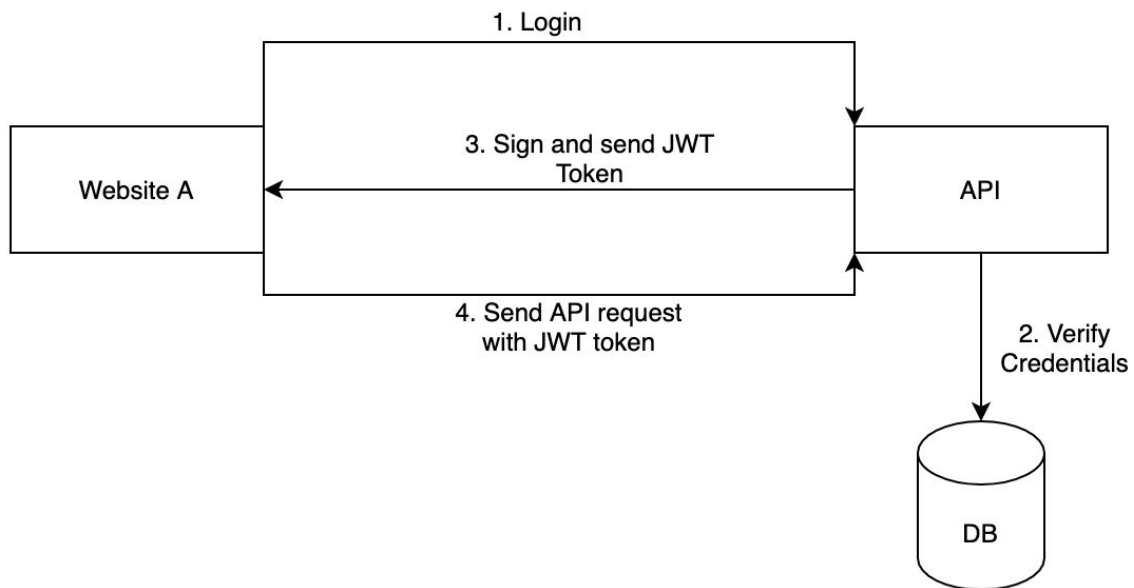 1. Login
3. Sign and send JWT
Token
Website A
API
4. Send API request
with JWT token
2. Verify
Credentials
DB